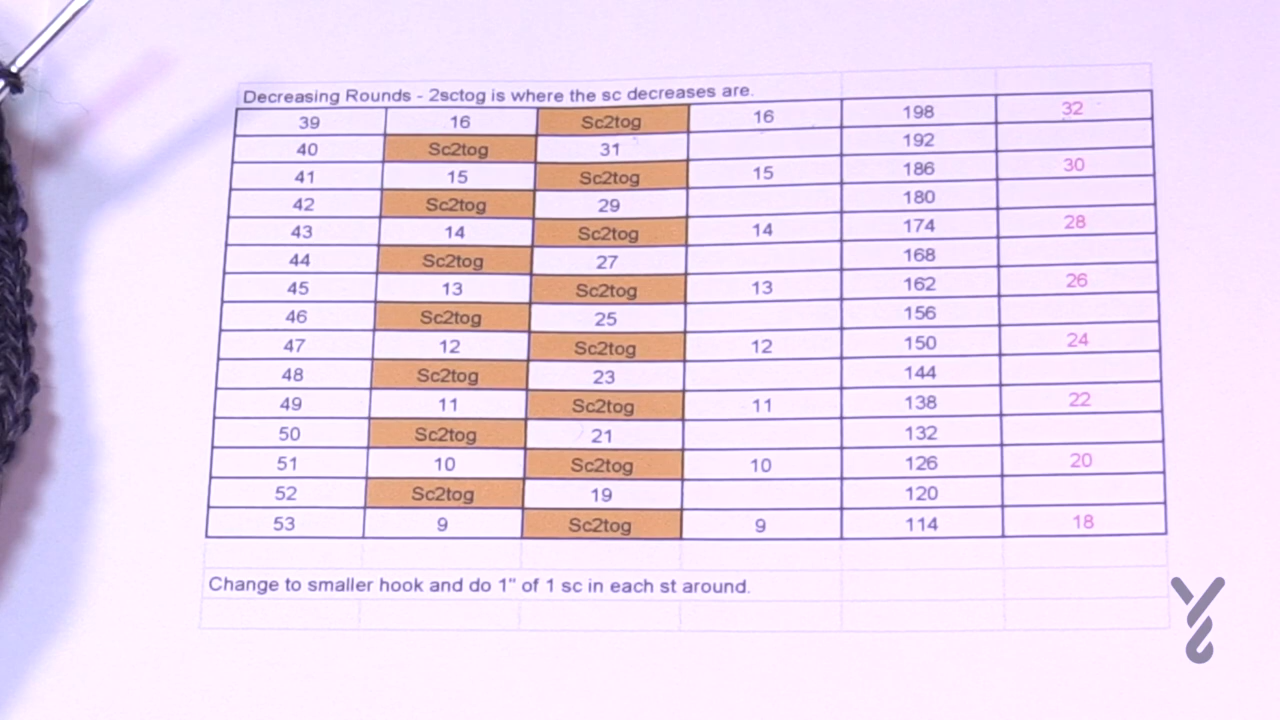 Decreasing Rounds - 2sctog is where the sc decreases are.
39 16 Sc2tog 16 198 32
40 Sc2tog 31 192
41 15 Sc2tog 15 186 30
42 Sc2tog 29 180
43 14 Sc2tog 14 174 28
44 Sc2tog 27 168
45 13 Sc2tog 13 162 26
46 Sc2tog 25 156
47 12 Sc2tog 12 150 24
48 Sc2tog 23 144
49 11 Sc2tog 11 138 22
50 Sc2tog 21 132
51 10 Sc2tog 10 126 20
52 Sc2tog 19 120
53 9 Sc2tog 9 114 18
Change to smaller hook and do 1" of 1 sc in each st around.